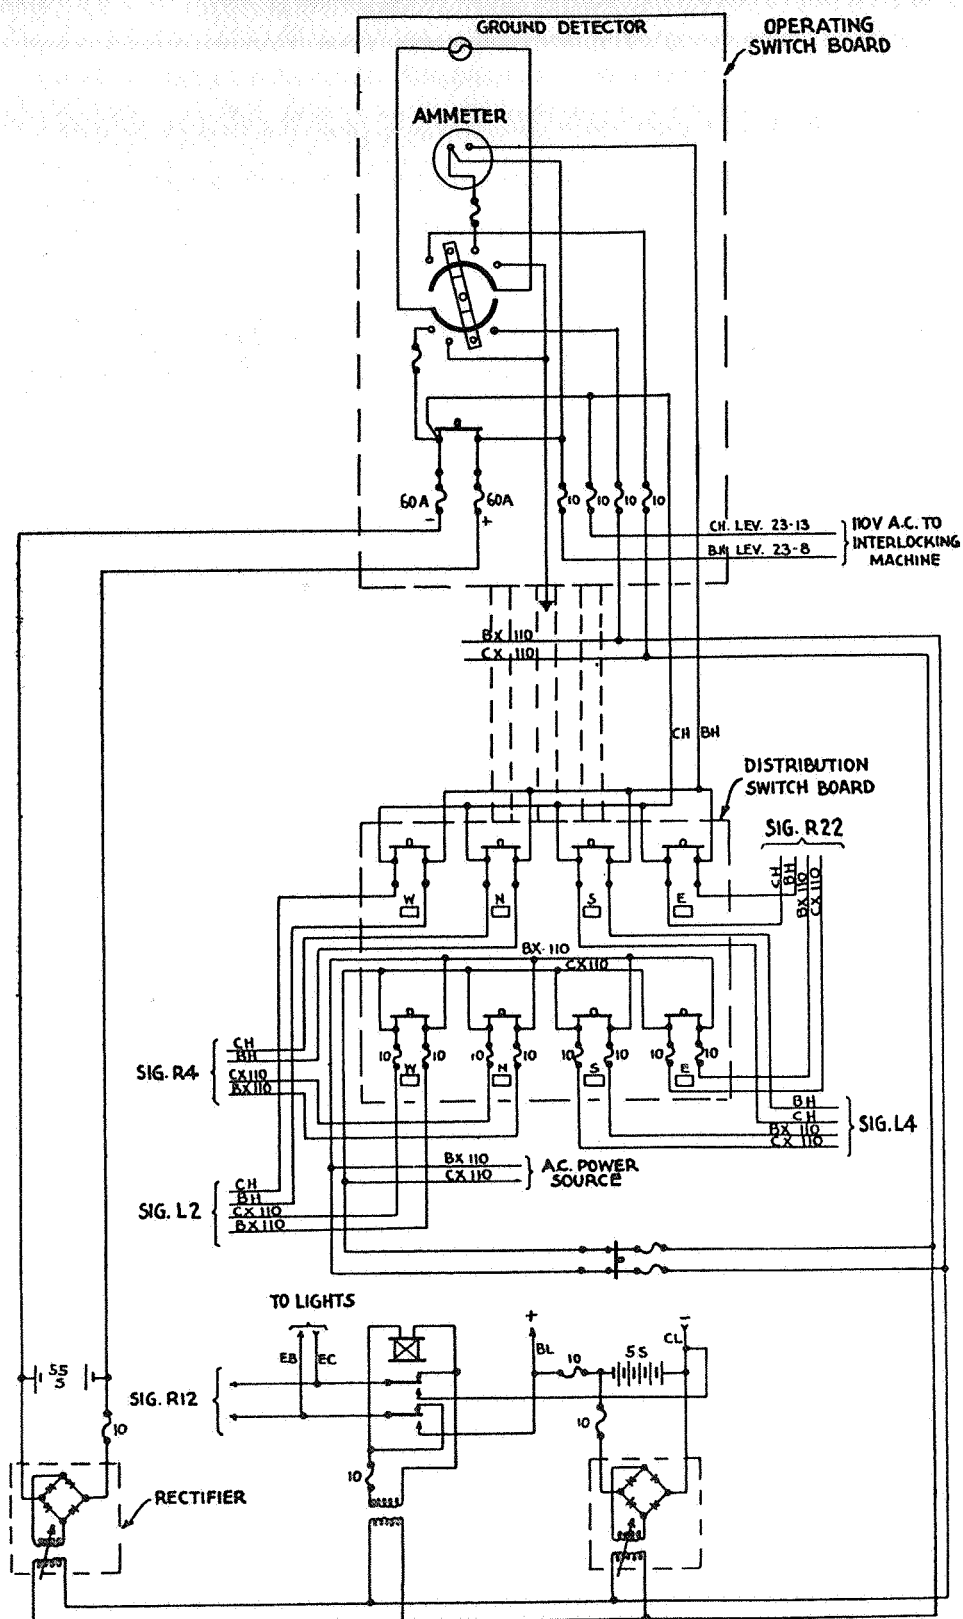 GROUND DETECTOR
OPERATING
SWITCH BOARD
AMMETER
60A
60A
10
10
10
10
-
+
CH. LEV. 23-13
BH LEV. 23-8
110V A.C. TO
INTERLOCKING
MACHINE
BX 110
CX 110
CH BH
DISTRIBUTION
SWITCH BOARD
SIG. R22
CH
BH
BX 110
CX 110
W
N
S
E
BX-110
CX110
10
10
10
10
10
10
10
10
W
N
S
E
SIG. R4
CH
BH
CX110
BX110
BH
CH
BX 110
CX 110
SIG. L4
BX 110
CX 110
A.C. POWER
SOURCE
SIG. L2
CH
BH
CX 110
BX110
TO LIGHTS
EB
EC
+
BL
-
CL
10
5S
55
S
SIG. R12
10
10
10
RECTIFIER